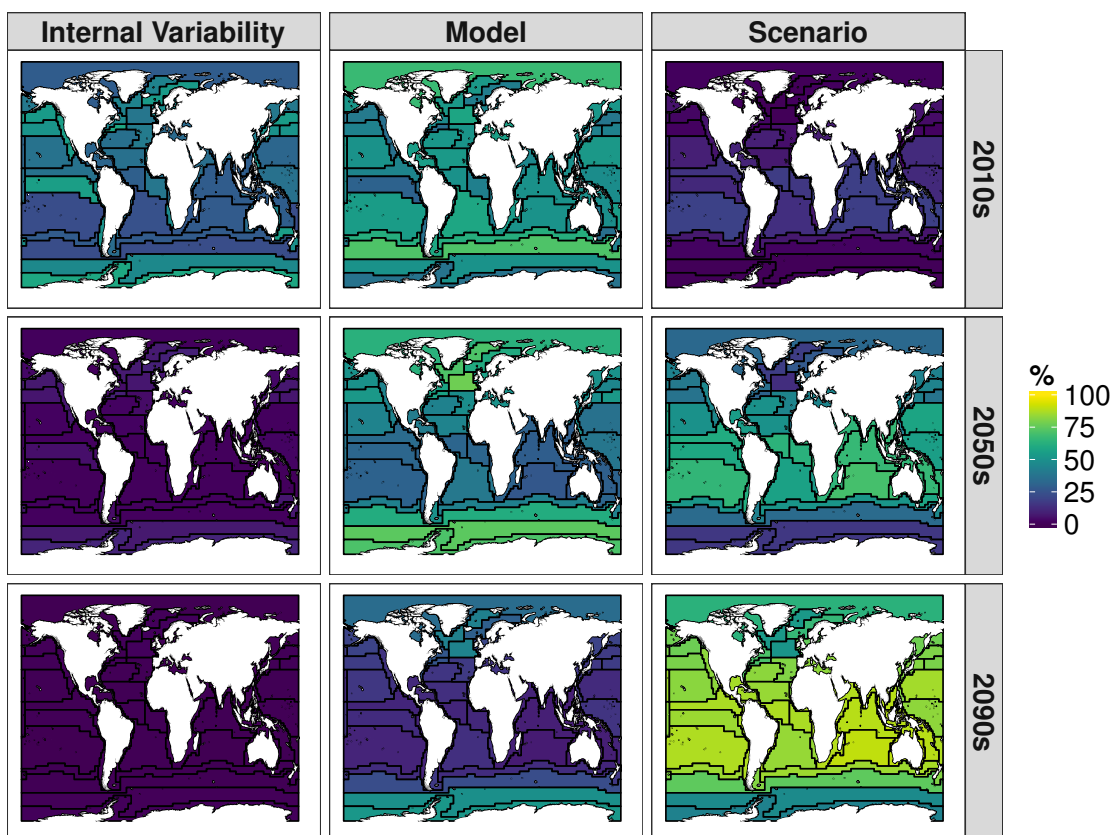 Internal Variability
Model
Scenario
2010s
2050s
2090s
%
100
75
50
25
0